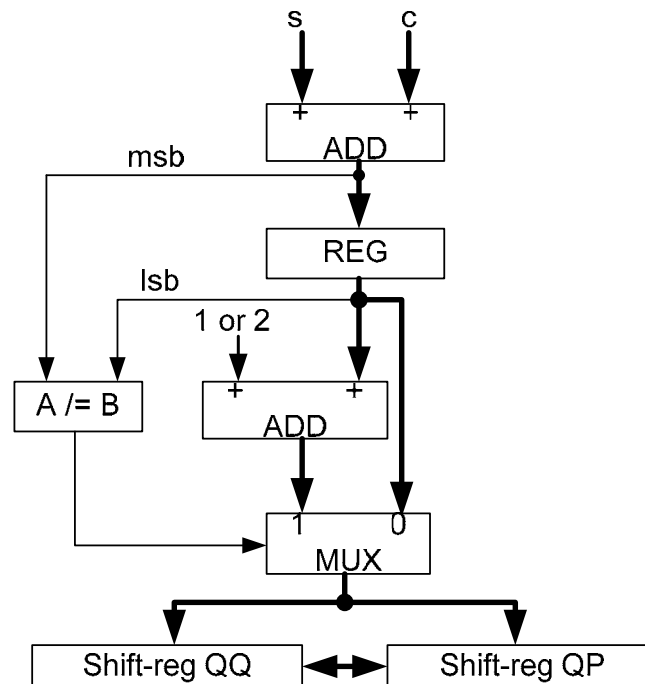 s c
+ +
ADD
msb
REG
lsb
1 or 2
+ +
A /= B
ADD
1 0
MUX
Shift-reg QQ Shift-reg QP